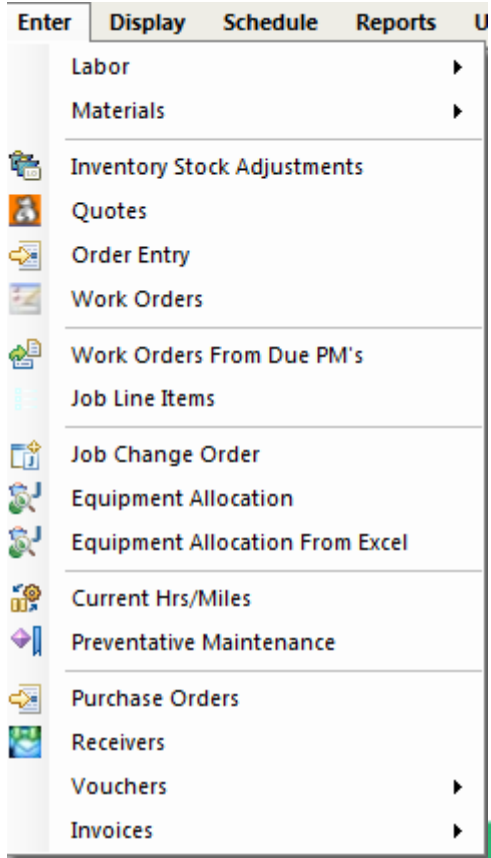 Enter Display Schedule Reports U
Labor
Materials
Inventory Stock Adjustments
Quotes
Order Entry
Work Orders
Work Orders From Due PM's
Job Line Items
Job Change Order
Equipment Allocation
Equipment Allocation From Excel
Current Hrs/Miles
Preventative Maintenance
Purchase Orders
Receivers
Vouchers
Invoices